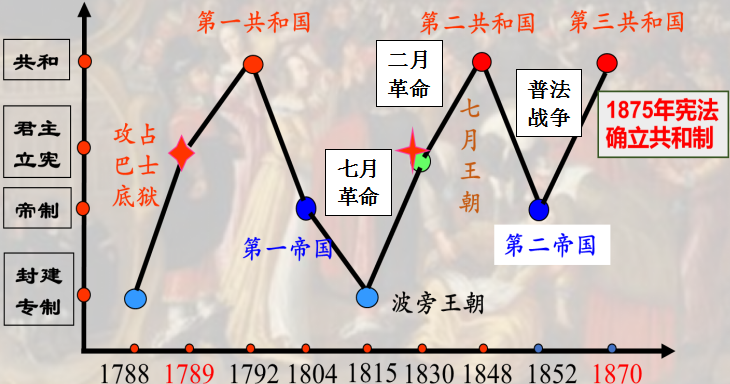 第一共和国
第二共和国
第三共和国
共和
君主
立宪
帝制
封建
专制
攻占
巴士
底狱
第一帝国
七月
革命
波旁王朝
二月
革命
七
月
王
朝
普法
战争
第二帝国
1875年宪法
确立共和制
1788 1789 1792 1804 1815 1830 1848 1852 1870